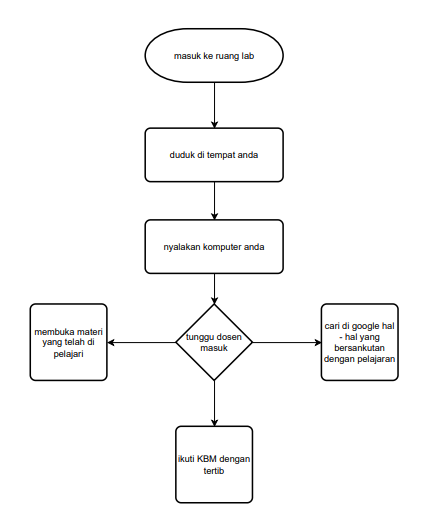 masuk ke ruang lab
duduk di tempat anda
nyalakan komputer anda
tunggu dosen
masuk
membuka materi
yang telah di
pelajari
cari di google hal
- hal yang
bersankutan
dengan pelajaran
ikuti KBM dengan
tertib